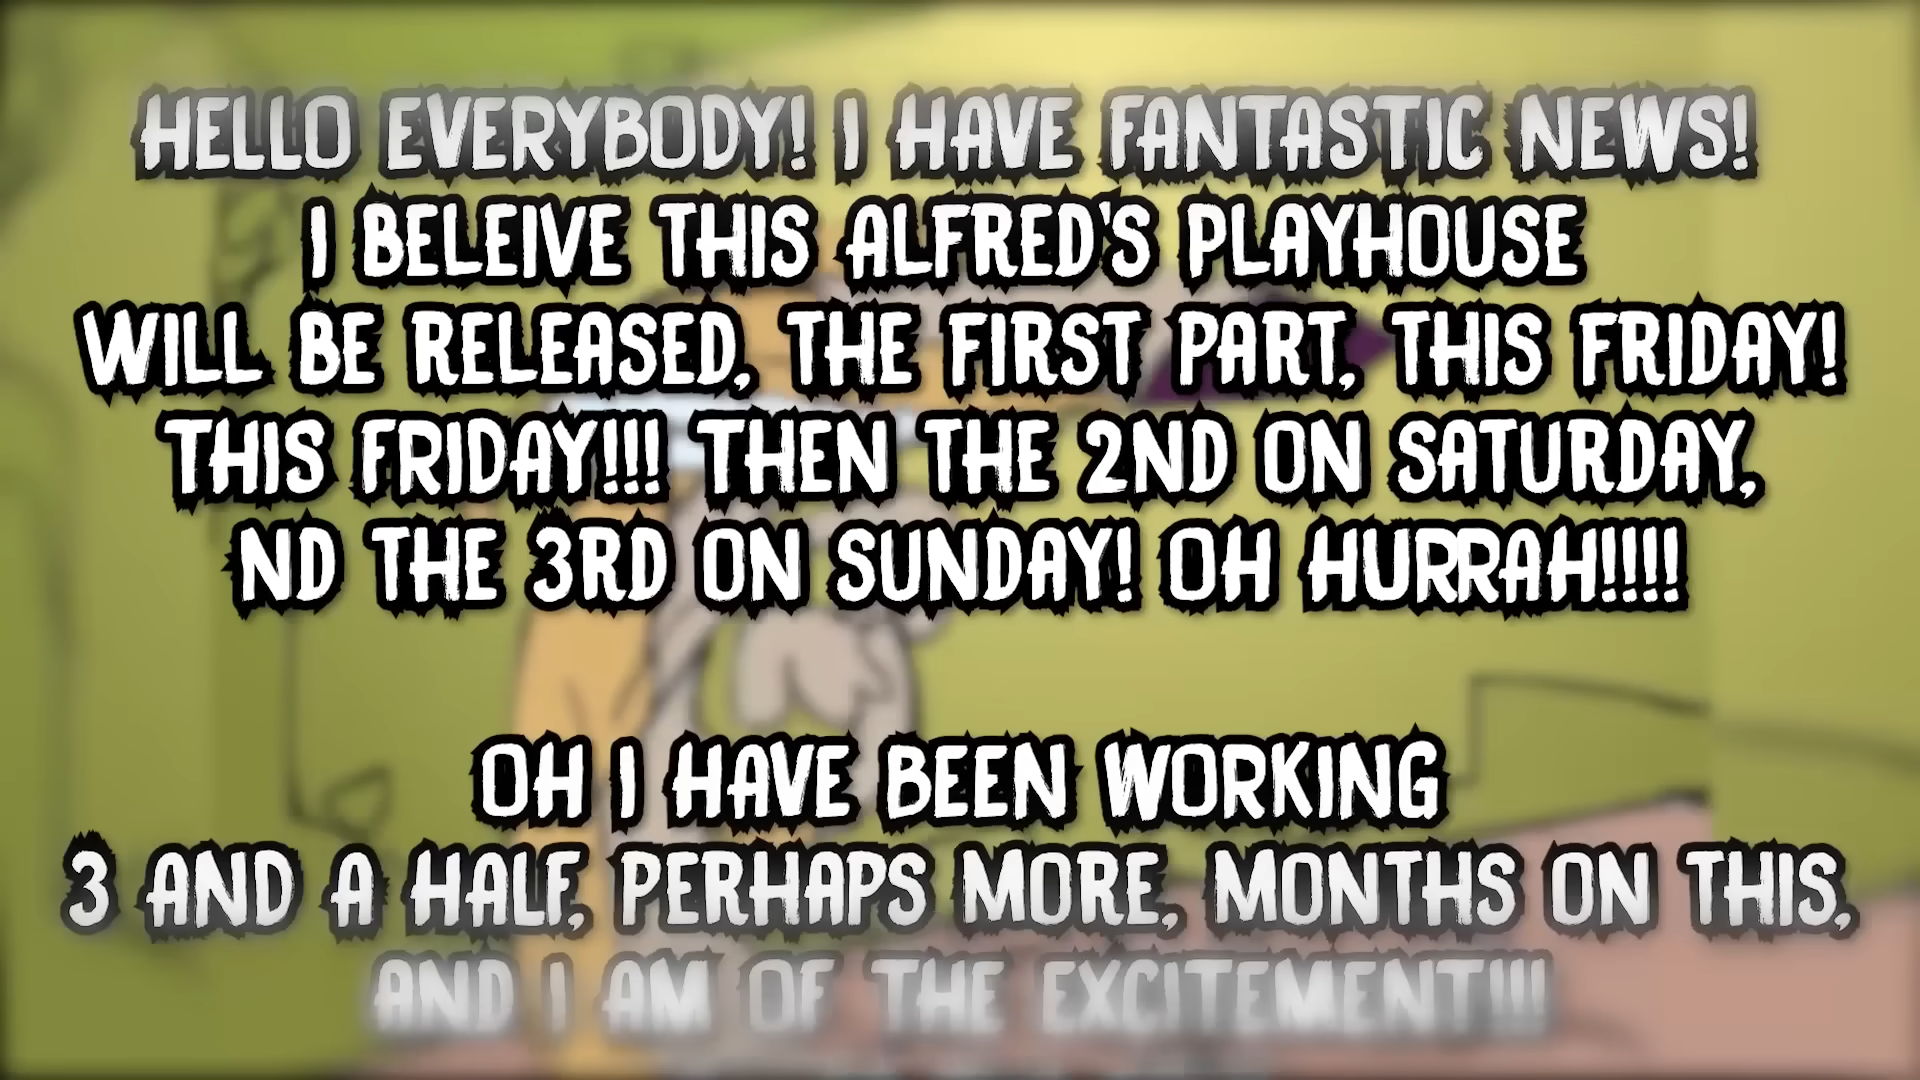 HELLO EVERYBODY! I HAVE FANTASTIC NEWS!
I BELEIVE THIS ALFRED'S PLAYHOUSE
WILL BE RELEASED, THE FIRST PART, THIS FRIDAY!
THIS FRIDAY!!! THEN THE 2ND ON SATURDAY,
ND THE 3RD ON SUNDAY! OH HURRAH!!!!
OH I HAVE BEEN WORKING
3 AND A HALF, PERHAPS MORE, MONTHS ON THIS,
AND I AM OF THE EXCITEMENT!!!